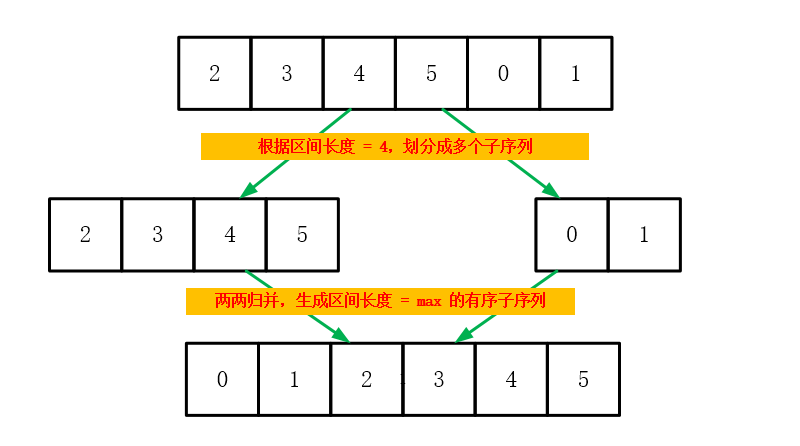 2 3 4 5 0 1
根据区间长度 = 4，划分成多个子序列
2 3 4 5 0 1
两两归并，生成区间长度 = max 的有序子序列
0 1 2 3 4 5